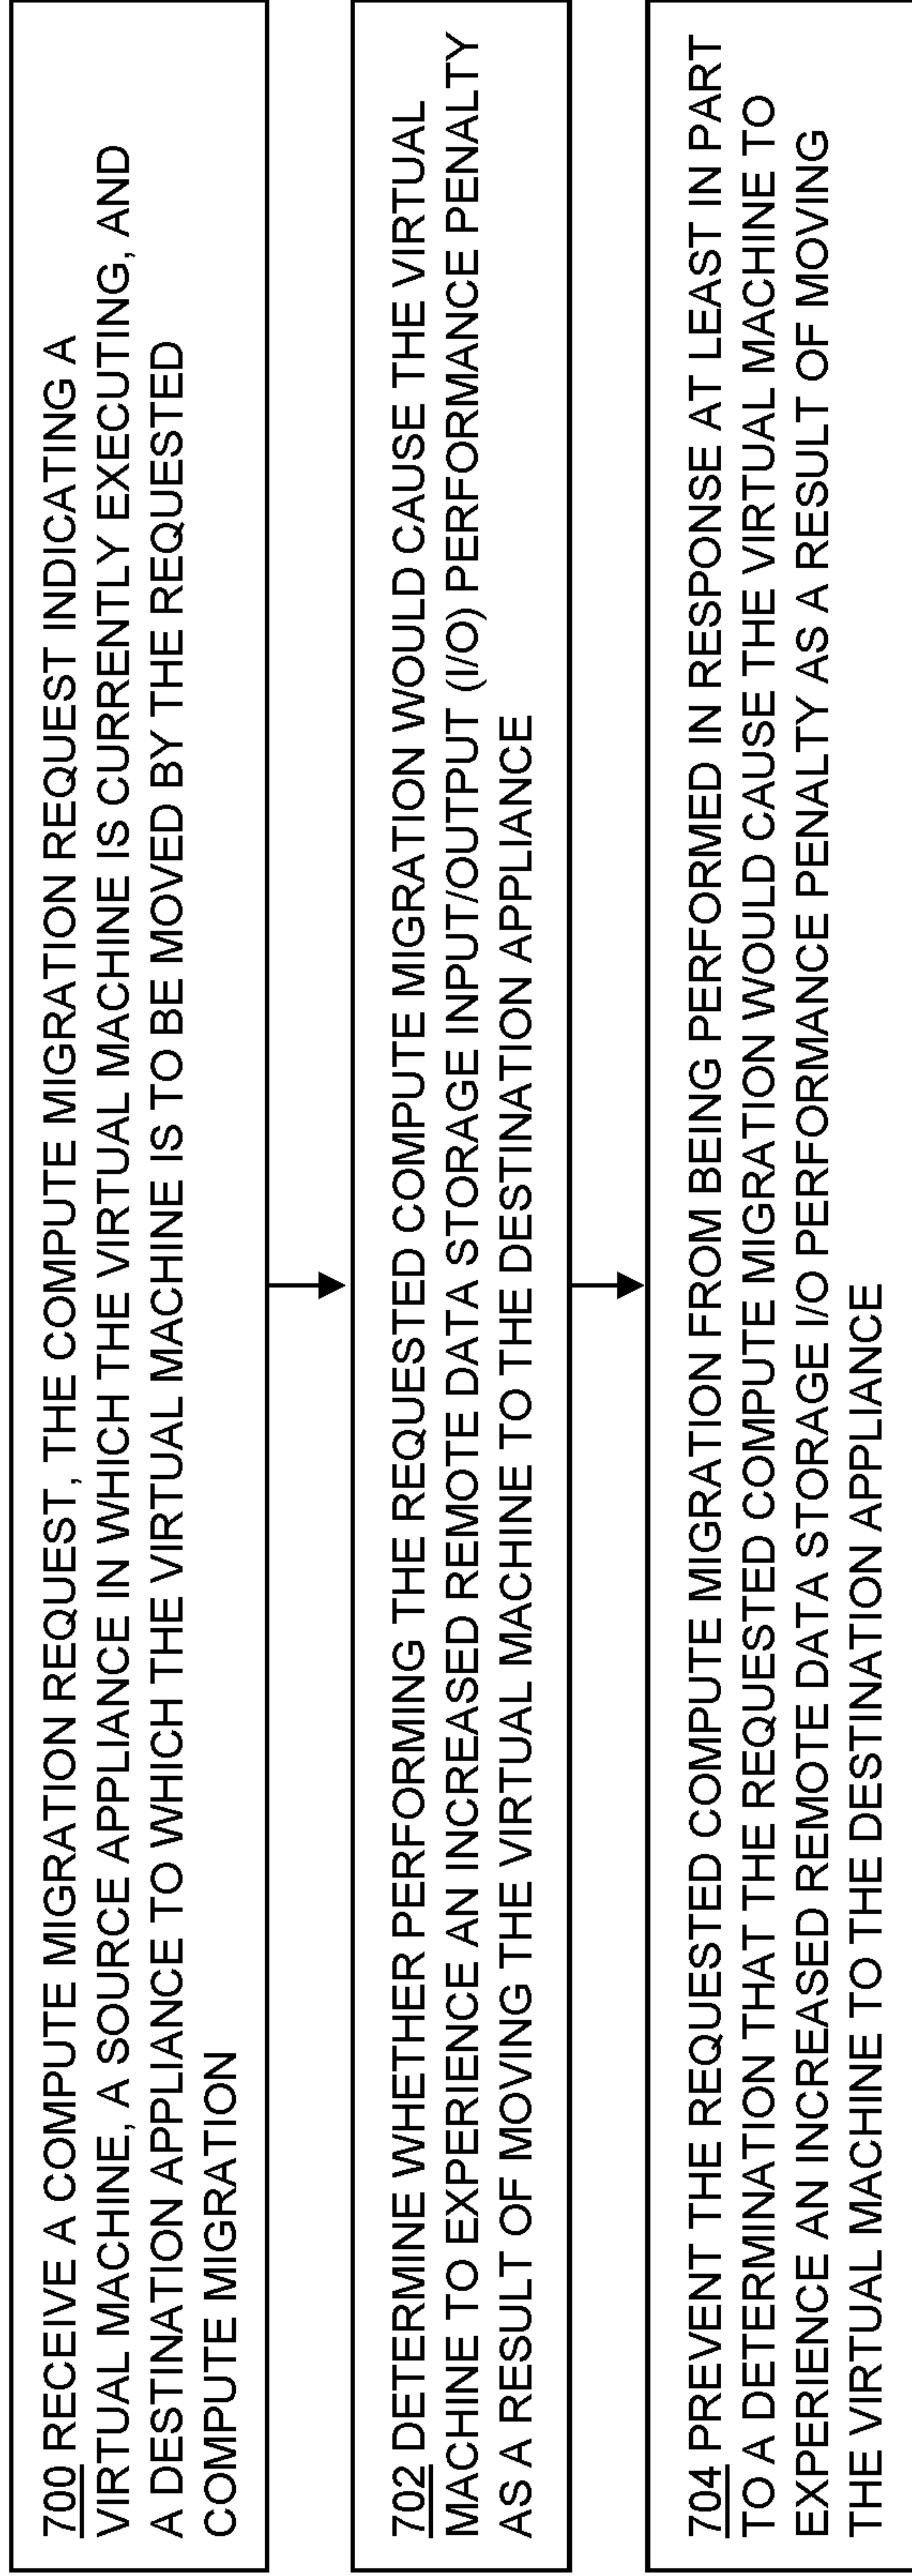 700 RECEIVE A COMPUTE MIGRATION REQUEST, THE COMPUTE MIGRATION REQUEST INDICATING A
VIRTUAL MACHINE, A SOURCE APPLIANCE IN WHICH THE VIRTUAL MACHINE IS CURRENTLY EXECUTING, AND
A DESTINATION APPLIANCE TO WHICH THE VIRTUAL MACHINE IS TO BE MOVED BY THE REQUESTED
COMPUTE MIGRATION
702 DETERMINE WHETHER PERFORMING THE REQUESTED COMPUTE MIGRATION WOULD CAUSE THE VIRTUAL
MACHINE TO EXPERIENCE AN INCREASED REMOTE DATA STORAGE INPUT/OUTPUT (I/O) PERFORMANCE PENALTY
AS A RESULT OF MOVING THE VIRTUAL MACHINE TO THE DESTINATION APPLIANCE
704 PREVENT THE REQUESTED COMPUTE MIGRATION FROM BEING PERFORMED IN RESPONSE AT LEAST IN PART
TO A DETERMINATION THAT THE REQUESTED COMPUTE MIGRATION WOULD CAUSE THE VIRTUAL MACHINE TO
EXPERIENCE AN INCREASED REMOTE DATA STORAGE I/O PERFORMANCE PENALTY AS A RESULT OF MOVING
THE VIRTUAL MACHINE TO THE DESTINATION APPLIANCE